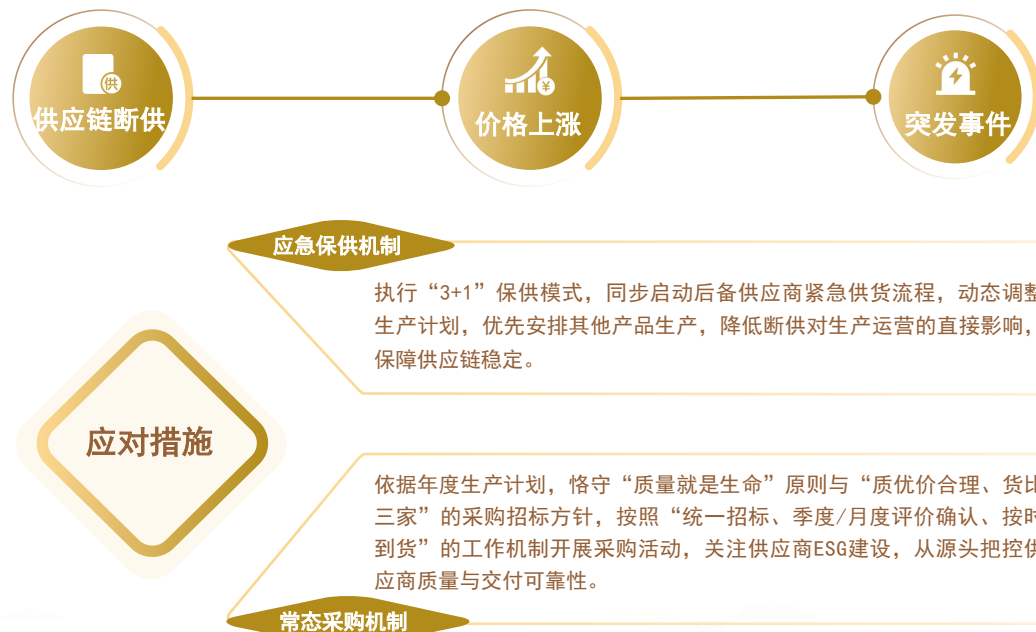 供
供应链断供
¥
价格上涨
突发事件
应急保供机制
执行“3+1”保供模式，同步启动后备供应商紧急供货流程，动态调整
生产计划，优先安排其他产品生产，降低断供对生产运营的直接影响，
保障供应链稳定。
应对措施
依据年度生产计划，恪守“质量就是生命”原则与“质优价合理、货比
三家”的采购招标方针，按照“统一招标、季度/月度评价确认、按时
到货”的工作机制开展采购活动，关注供应商ESG建设，从源头把控供
应商质量与交付可靠性。
常态采购机制